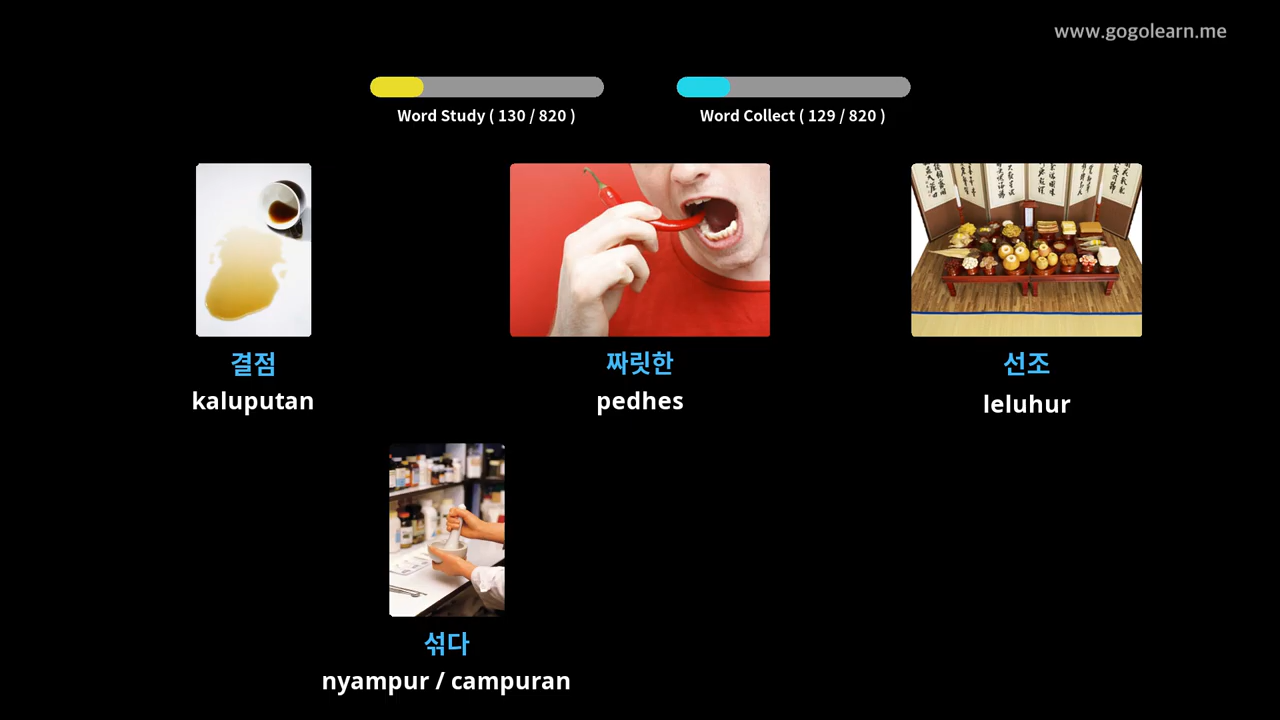 www.gogolearn.me
Word Study ( 130 / 820 )
Word Collect ( 129 / 820 )
결점
kaluputan
짜릿한
pedhes
선조
leluhur
섞다
nyampur / campuran